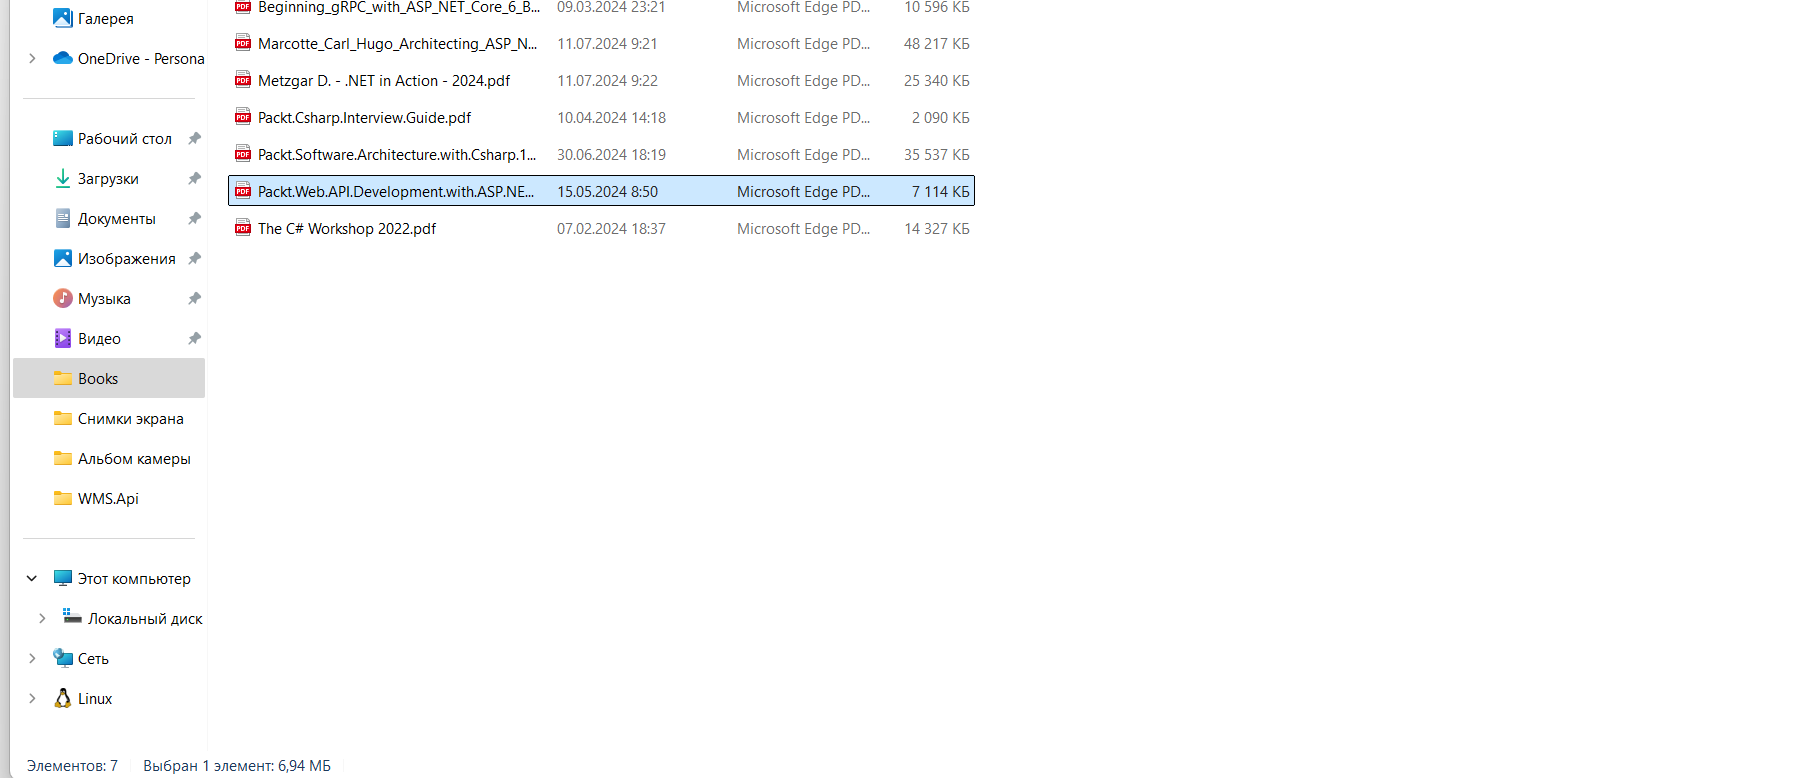 Галерея
OneDrive - Persona
Рабочий стол
Загрузки
Документы
Изображения
Музыка
Видео
Books
Снимки экрана
Альбом камеры
WMS.Api
Этот компьютер
Локальный диск
Сеть
Linux
Beginning_gRPC_with_ASP_NET_Core_6_B... 09.03.2024 23:21 Microsoft Edge PD... 10 596 КБ
Marcotte_Carl_Hugo_Architecting_ASP_N... 11.07.2024 9:21 Microsoft Edge PD... 48 217 КБ
Metzgar D. - .NET in Action - 2024.pdf 11.07.2024 9:22 Microsoft Edge PD... 25 340 КБ
Packt.Csharp.Interview.Guide.pdf 10.04.2024 14:18 Microsoft Edge PD... 2 090 КБ
Packt.Software.Architecture.with.Csharp.1... 30.06.2024 18:19 Microsoft Edge PD... 35 537 КБ
Packt.Web.API.Development.with.ASP.NE... 15.05.2024 8:50 Microsoft Edge PD... 7 114 КБ
The C# Workshop 2022.pdf 07.02.2024 18:37 Microsoft Edge PD... 14 327 КБ
Элементов: 7 Выбран 1 элемент: 6,94 МБ